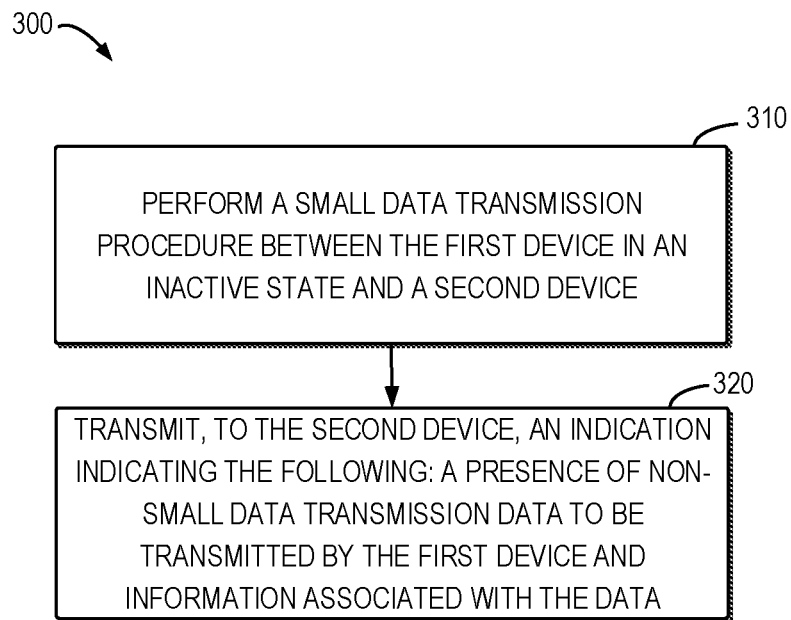 300
310
PERFORM A SMALL DATA TRANSMISSION
PROCEDURE BETWEEN THE FIRST DEVICE IN AN
INACTIVE STATE AND A SECOND DEVICE
320
TRANSMIT, TO THE SECOND DEVICE, AN INDICATION
INDICATING THE FOLLOWING: A PRESENCE OF NON-
SMALL DATA TRANSMISSION DATA TO BE
TRANSMITTED BY THE FIRST DEVICE AND
INFORMATION ASSOCIATED WITH THE DATA